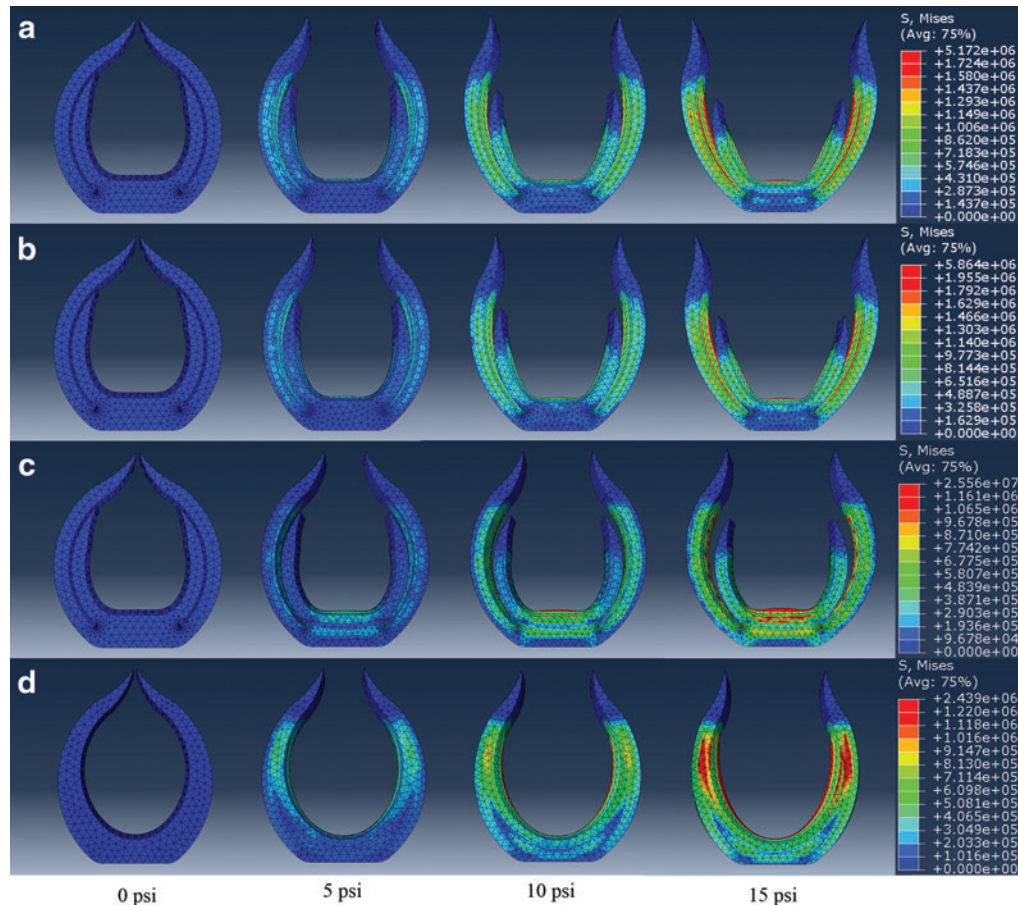 a
S, Mises
(Avg: 75%)
+5.172e+06
+1.724e+06
+1.580e+06
+1.437e+06
+1.293e+06
+1.149e+06
+1.006e+06
+8.620e+05
+7.183e+05
+5.746e+05
+4.310e+05
+2.873e+05
+1.437e+05
+0.000e+00
b
S, Mises
(Avg: 75%)
+5.864e+06
+1.955e+06
+1.792e+06
+1.629e+06
+1.466e+06
+1.303e+06
+1.140e+06
+9.773e+05
+8.144e+05
+6.516e+05
+4.887e+05
+3.258e+05
+1.629e+05
+0.000e+00
c
S, Mises
(Avg: 75%)
+2.556e+07
+1.161e+06
+1.065e+06
+9.678e+05
+8.710e+05
+7.742e+05
+6.775e+05
+5.807e+05
+4.839e+05
+3.871e+05
+2.903e+05
+1.936e+05
+9.678e+04
+0.000e+00
d
S, Mises
(Avg: 75%)
+2.439e+06
+1.220e+06
+1.118e+06
+1.016e+06
+9.147e+05
+8.130e+05
+7.114e+05
+6.098e+05
+5.081e+05
+4.065e+05
+3.049e+05
+2.033e+05
+1.016e+05
+0.000e+00
0 psi 5 psi 10 psi 15 psi